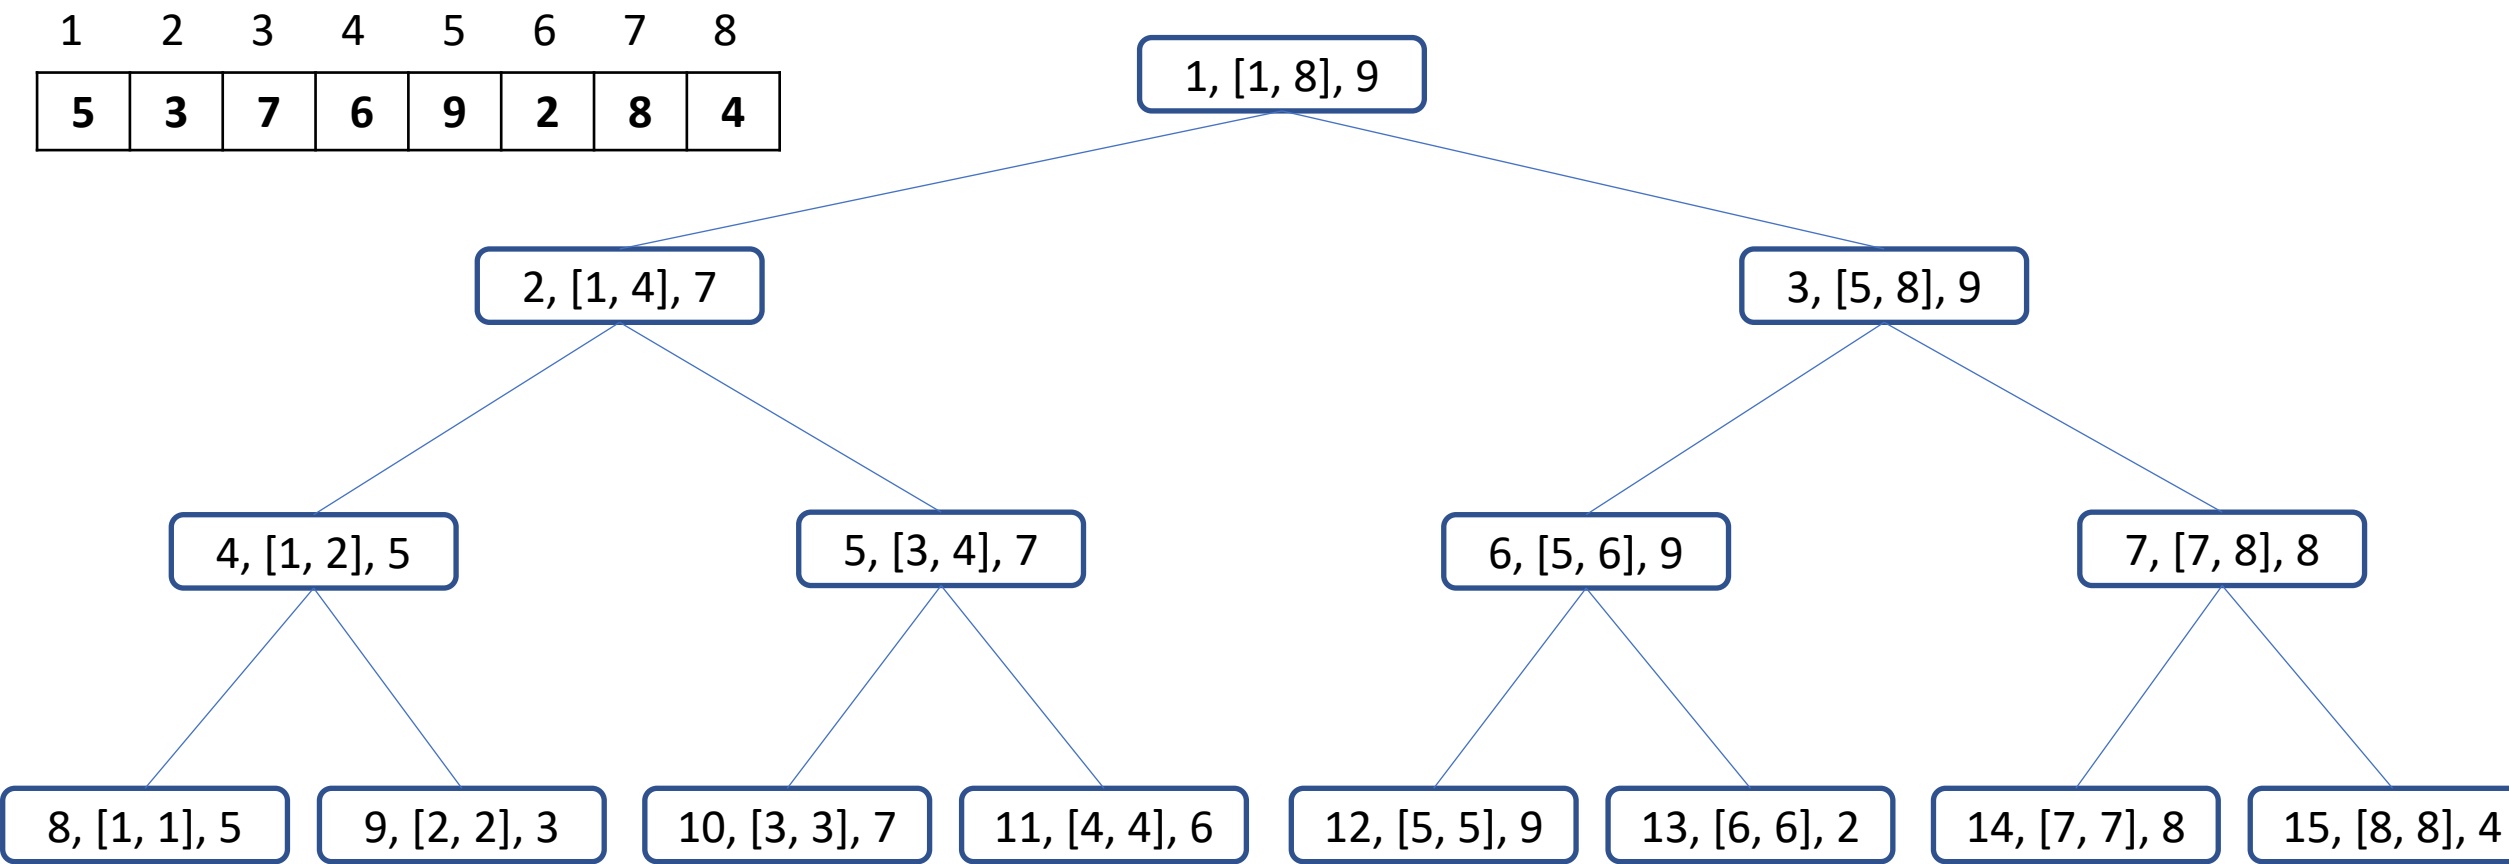 1 2 3 4 5 6 7 8
5 3 7 6 9 2 8 4
1, [1, 8], 9
2, [1, 4], 7
3, [5, 8], 9
4, [1, 2], 5
5, [3, 4], 7
6, [5, 6], 9
7, [7, 8], 8
8, [1, 1], 5
9, [2, 2], 3
10, [3, 3], 7
11, [4, 4], 6
12, [5, 5], 9
13, [6, 6], 2
14, [7, 7], 8
15, [8, 8], 4